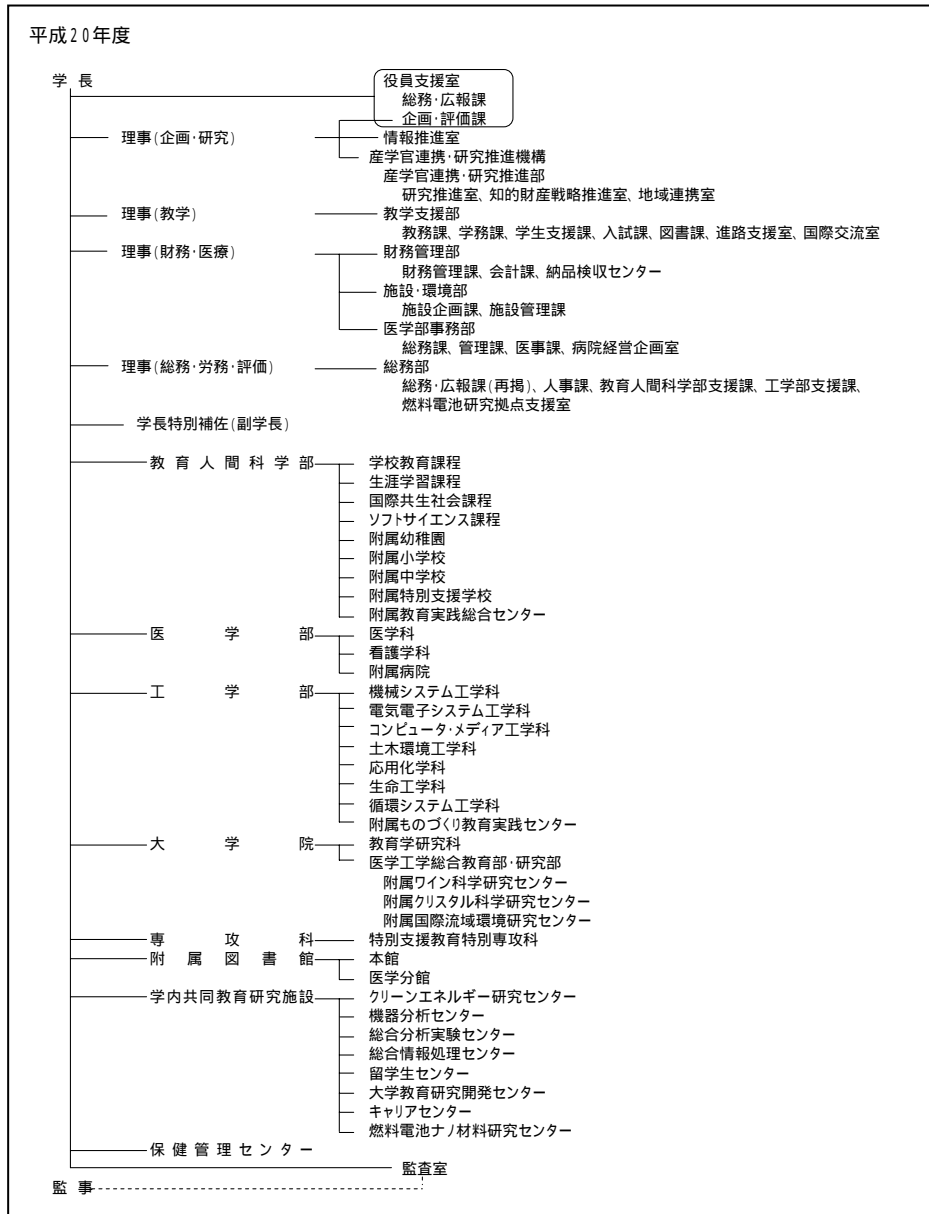 平成20年度
学 長
役員支援室
総務・広報課
企画・評価課
理事(企画・研究)
情報推進室
産学官連携・研究推進機構
産学官連携・研究推進部
研究推進室、知的財産戦略推進室、地域連携室
理事(教学)
教学支援部
教務課、学務課、学生支援課、入試課、図書課、進路支援室、国際交流室
理事(財務・医療)
財務管理部
財務管理課、会計課、納品検収センター
施設・環境部
施設企画課、施設管理課
医学部事務部
総務課、管理課、医事課、病院経営企画室
理事(総務・労務・評価)
総務部
総務・広報課(再掲)、人事課、教育人間科学部支援課、工学部支援課、
燃料電池研究拠点支援室
学長特別補佐(副学長)
教育人間科学部
学校教育課程
生涯学習課程
国際共生社会課程
ソフトサイエンス課程
附属幼稚園
附属小学校
附属中学校
附属特別支援学校
附属教育実践総合センター
医学部
医学科
看護学科
附属病院
工学部
機械システム工学科
電気電子システム工学科
コンピュータ・メディア工学科
土木環境工学科
応用化学科
生命工学科
循環システム工学科
附属ものづくり教育実践センター
大学院
教育学研究科
医学工学総合教育部・研究部
附属ワイン科学研究センター
附属クリスタル科学研究センター
附属国際流域環境研究センター
専攻科
特別支援教育特別専攻科
附属図書館
本館
医学分館
学内共同教育研究施設
クリーンエネルギー研究センター
機器分析センター
総合分析実験センター
総合情報処理センター
留学生センター
大学教育研究開発センター
キャリアセンター
燃料電池ナノ材料研究センター
保健管理センター
監査室
監 事